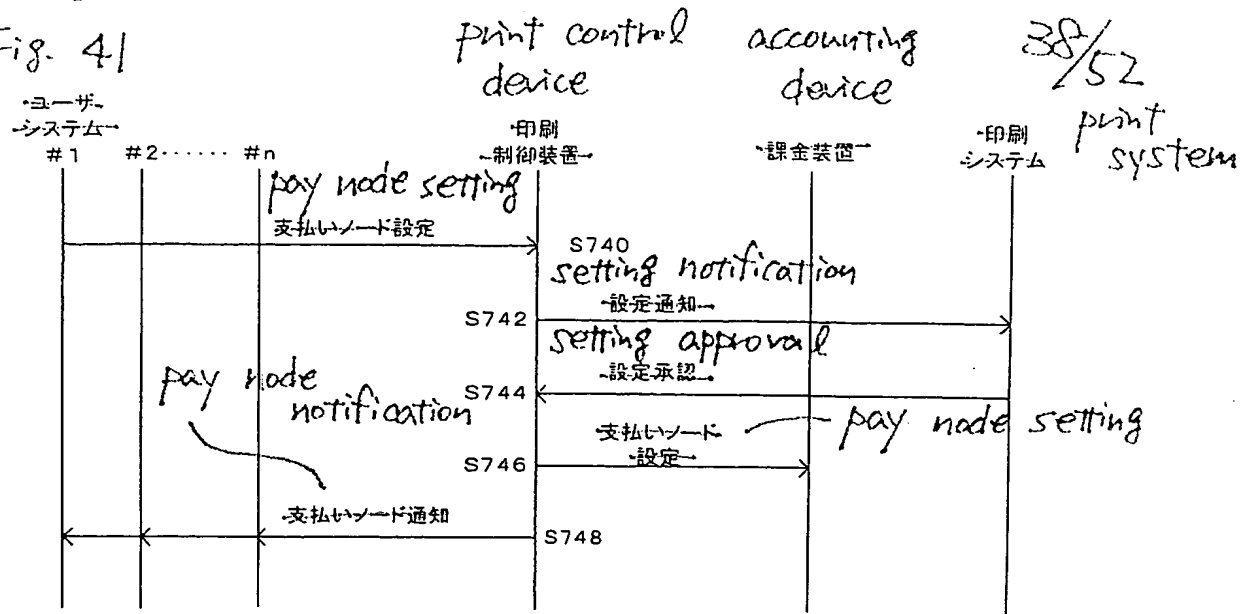 Fig. 41
38/52
print control
device
accounting
device
print
system
ユーザ
システム
#1 #2...... #n
印刷
制御装置
課金装置
印刷
システム
pay node setting
支払いノード設定
S740
setting notification
設定通知
S742
setting approval
設定承認
S744
pay node
notification
支払いノード
設定
pay node setting
S746
支払いノード通知
S748